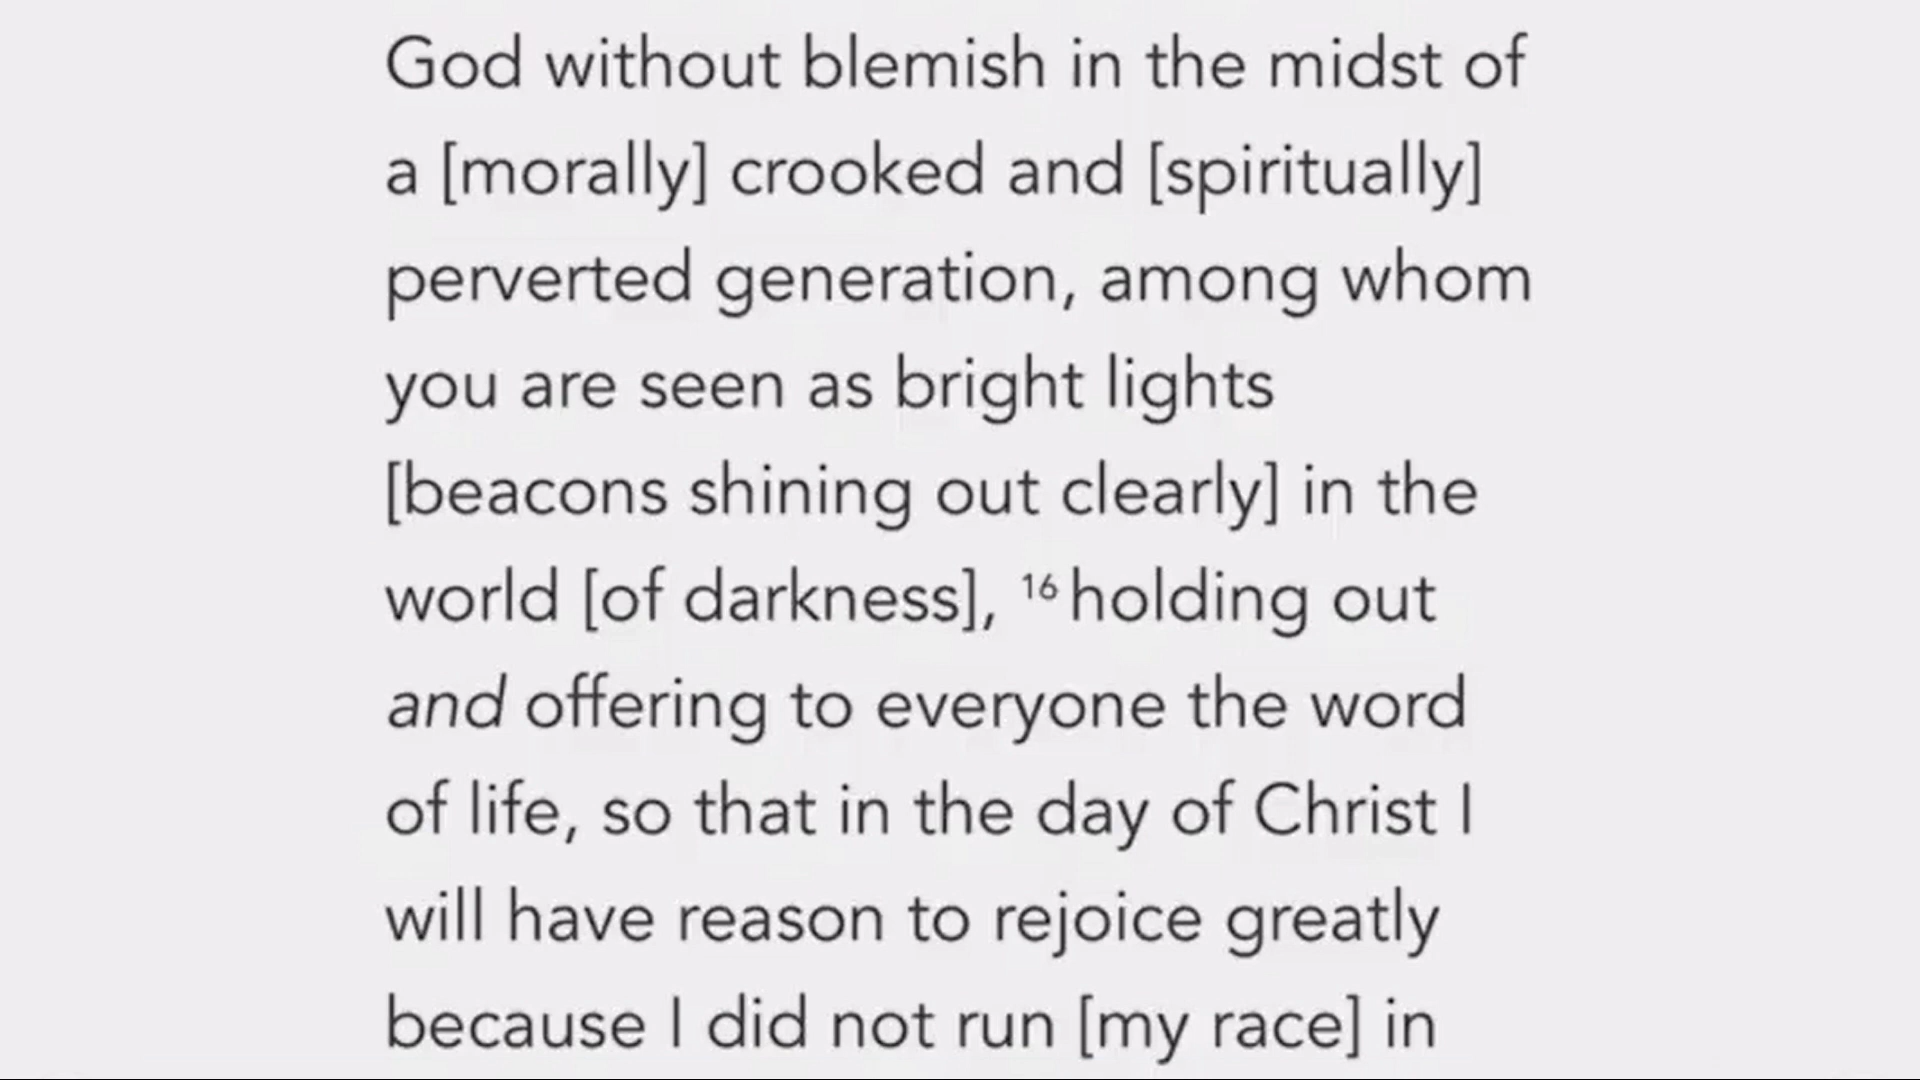 God without blemish in the midst of
a [morally] crooked and [spiritually]
perverted generation, among whom
you are seen as bright lights
[beacons shining out clearly] in the
world [of darkness], 16 holding out
and offering to everyone the word
of life, so that in the day of Christ I
will have reason to rejoice greatly
because I did not run [my race] in